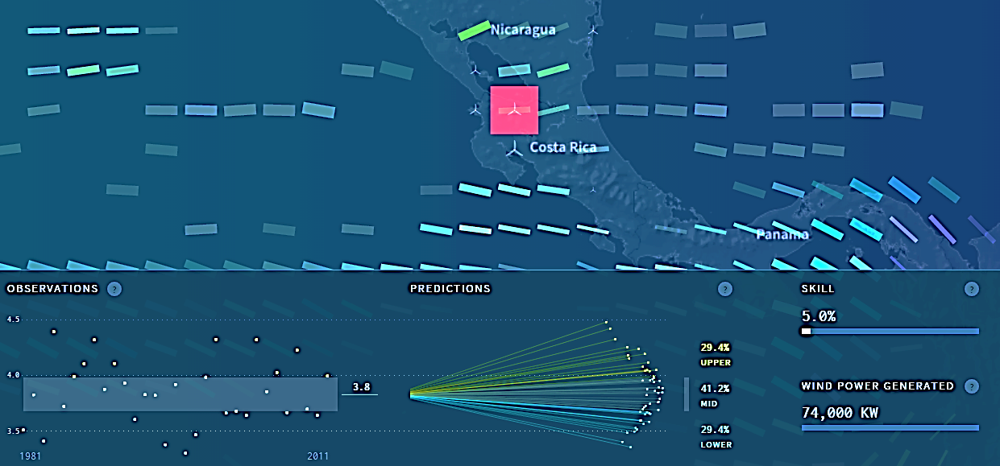 Nicaragua
Costa Rica
Panama
OBSERVATIONS ?
PREDICTIONS ?
SKILL ?
4.5
4.0
3.5
3.8
1981
2011
29.4%
UPPER
41.2%
MID
29.4%
LOWER
5.0%
WIND POWER GENERATED ?
74,000 KW